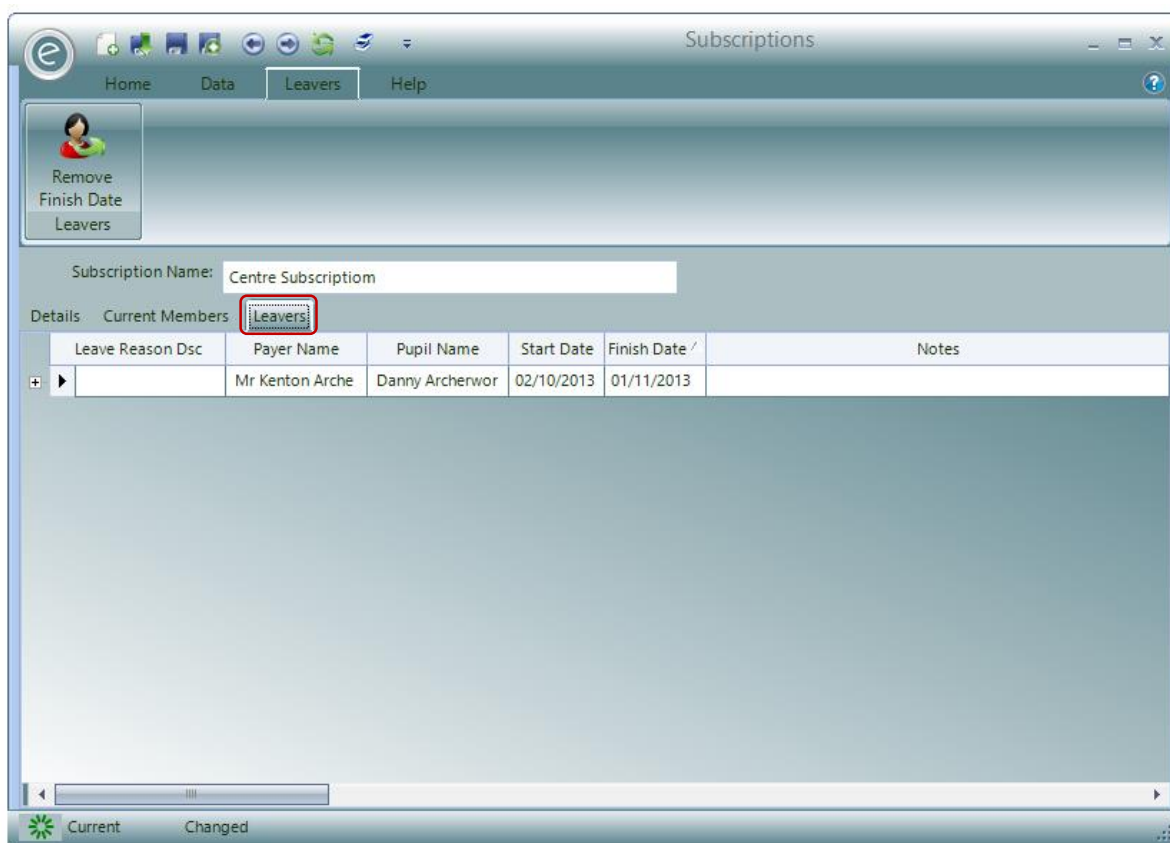 e
Subscriptions
Home Data Leavers Help
Remove
Finish Date
Leavers
Subscription Name: Centre Subscriptiom
Details Current Members Leavers
Leave Reason Dsc Payer Name Pupil Name Start Date Finish Date Notes
Mr Kenton Arche Danny Archerwor 02/10/2013 01/11/2013
Current Changed